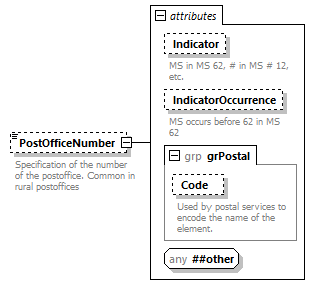 attributes
Indicator
MS in MS 62, # in MS # 12,
etc.
IndicatorOccurrence
MS occurs before 62 in MS
62
PostOfficeNumber
Specification of the number
of the postoffice. Common in
rural postoffices
grp grPostal
Code
Used by postal services to
encode the name of the
element.
any ##other